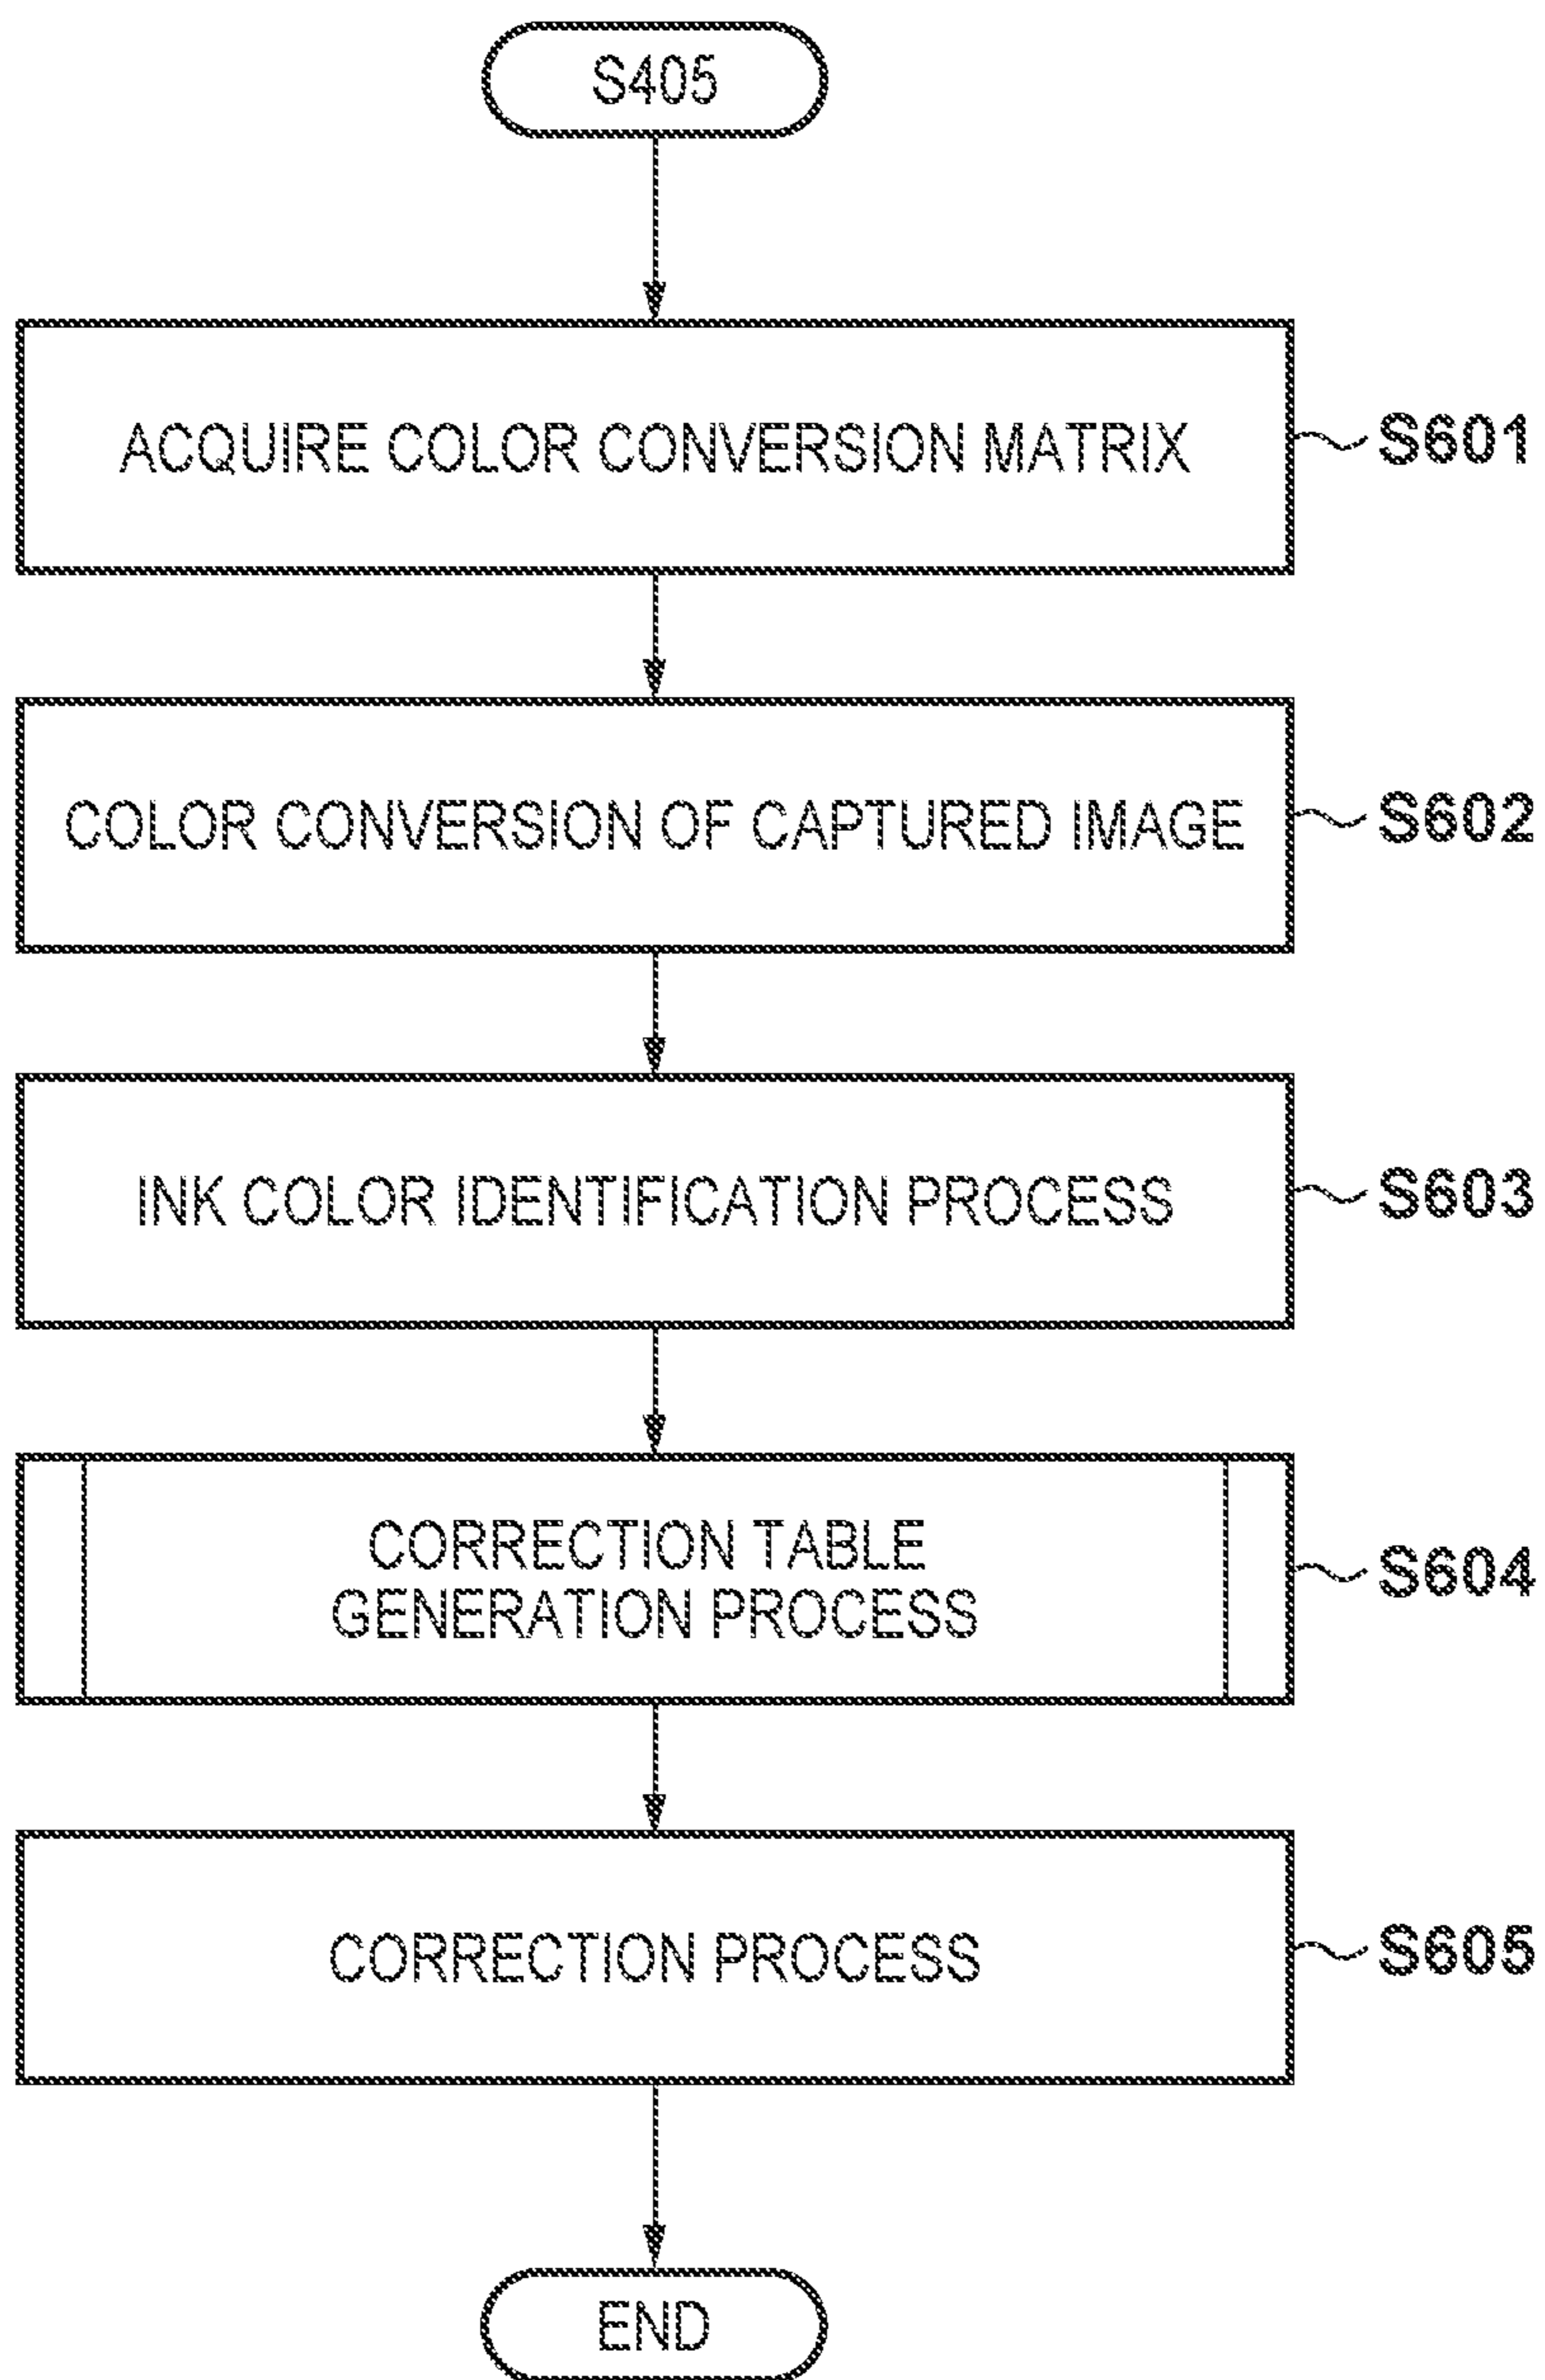 S405
ACQUIRE COLOR CONVERSION MATRIX
S601
COLOR CONVERSION OF CAPTURED IMAGE
S602
INK COLOR IDENTIFICATION PROCESS
S603
CORRECTION TABLE
GENERATION PROCESS
S604
CORRECTION PROCESS
S605
END